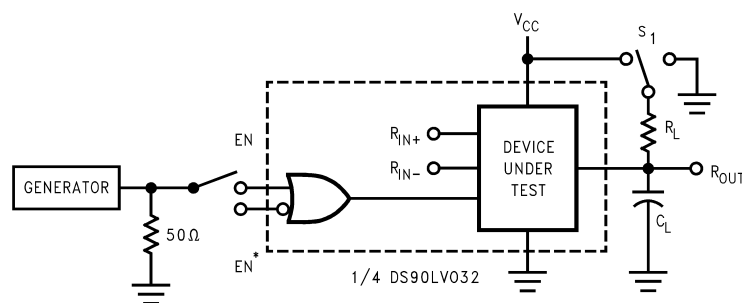 V_CC
S_1
EN
R_IN+
R_IN−
DEVICE
UNDER
TEST
R_L
R_OUT
GENERATOR
50Ω
C_L
EN*
1/4 DS90LV032